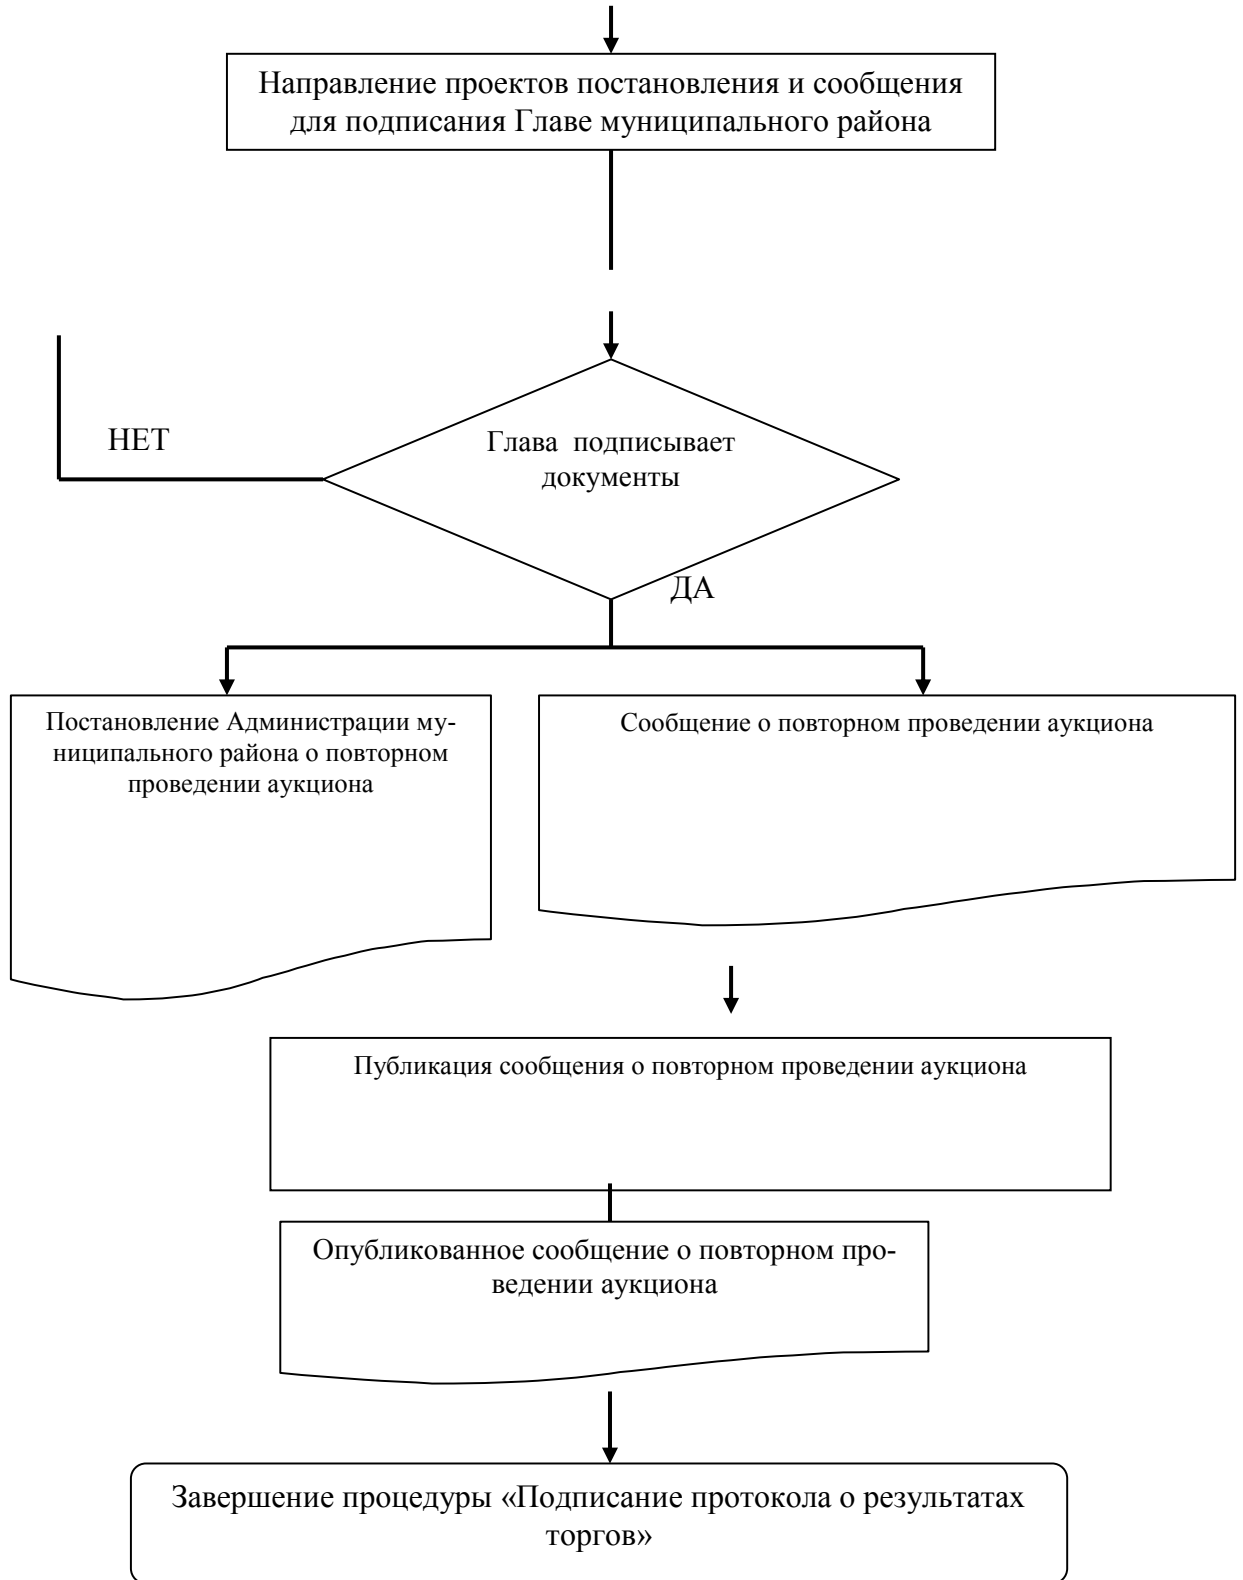 Направление проектов постановления и сообщения
для подписания Главе муниципального района
НЕТ
Глава  подписывает
документы
ДА
Постановление Администрации му-
ниципального района о повторном
проведении аукциона
Сообщение о повторном проведении аукциона
Публикация сообщения о повторном проведении аукциона
Опубликованное сообщение о повторном про-
ведении аукциона
Завершение процедуры «Подписание протокола о результатах
торгов»